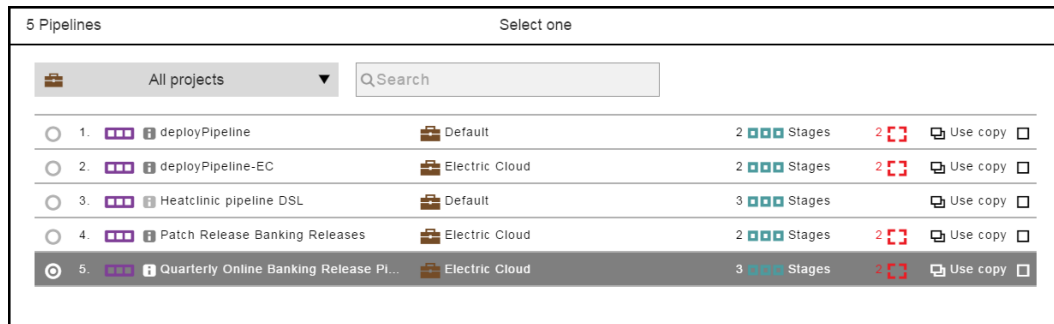 5 Pipelines Select one
All projects Search
1. deployPipeline Default 2 Stages 2 Use copy
2. deployPipeline-EC Electric Cloud 2 Stages 2 Use copy
3. Heatclinic pipeline DSL Default 3 Stages Use copy
4. Patch Release Banking Releases Electric Cloud 2 Stages 2 Use copy
5. Quarterly Online Banking Release Pi... Electric Cloud 3 Stages 2 Use copy